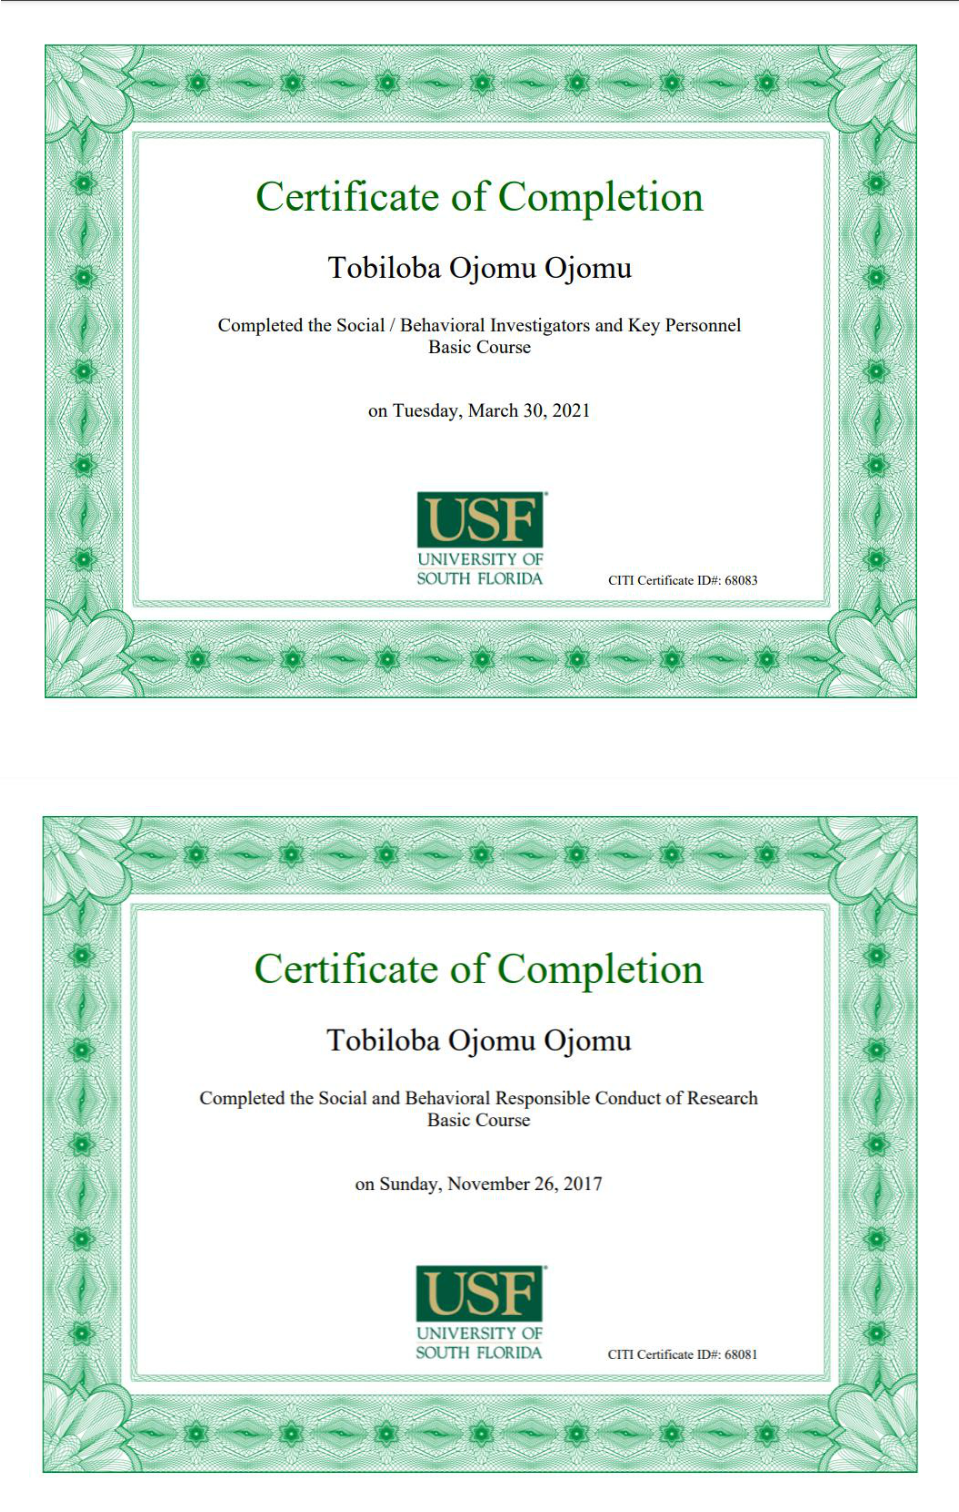 Certificate of Completion
Tobiloba Ojomu Ojomu
Completed the Social / Behavioral Investigators and Key Personnel
Basic Course
on Tuesday, March 30, 2021
USF
UNIVERSITY OF
SOUTH FLORIDA
CITI Certificate ID#: 68083
Certificate of Completion
Tobiloba Ojomu Ojomu
Completed the Social and Behavioral Responsible Conduct of Research
Basic Course
on Sunday, November 26, 2017
USF
UNIVERSITY OF
SOUTH FLORIDA
CITI Certificate ID#: 68081